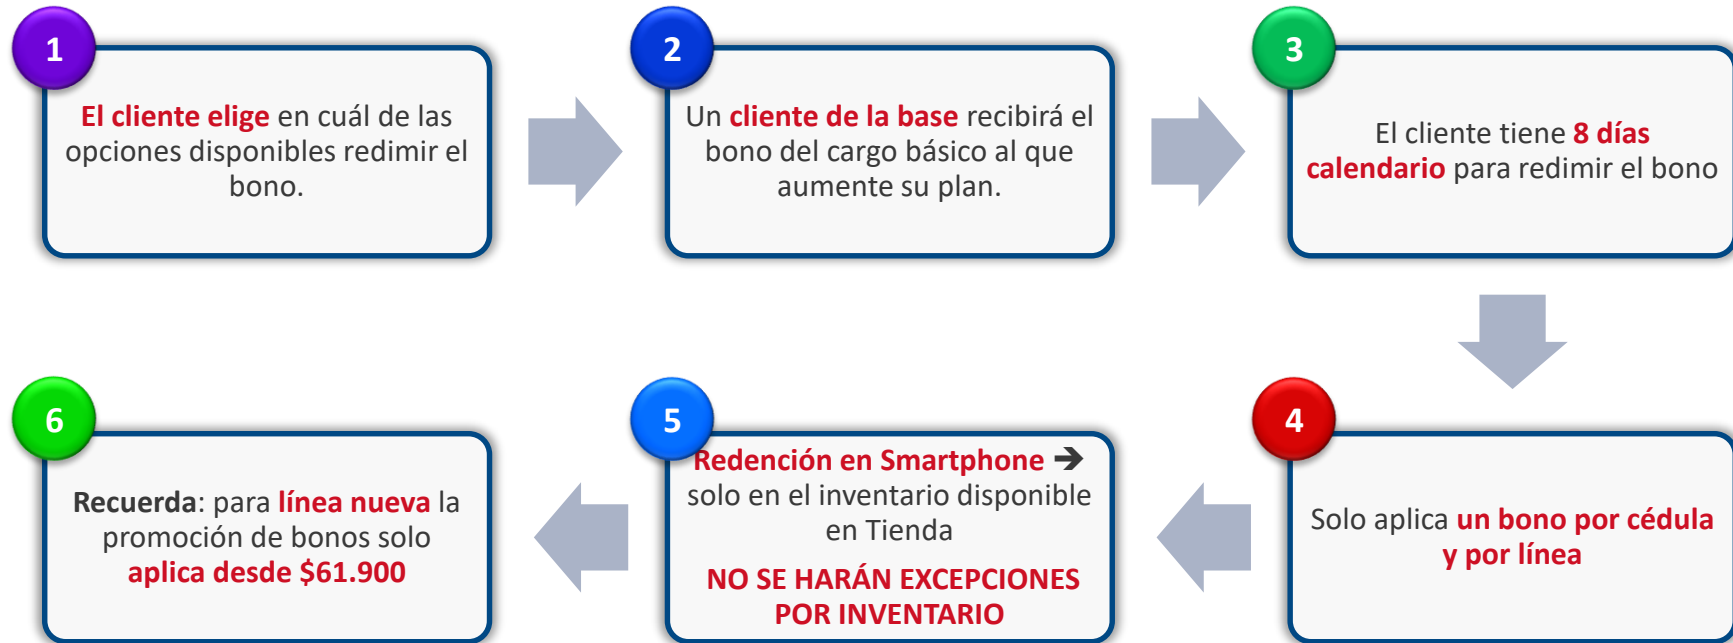 1
El cliente elige en cuál de las
opciones disponibles redimir el
bono.
2
Un cliente de la base recibirá el
bono del cargo básico al que
aumente su plan.
3
El cliente tiene 8 días
calendario para redimir el bono
4
Solo aplica un bono por cédula
y por línea
5
Redención en Smartphone ➔
solo en el inventario disponible
en Tienda
NO SE HARÁN EXCEPCIONES
POR INVENTARIO
6
Recuerda: para línea nueva la
promoción de bonos solo
aplica desde $61.900